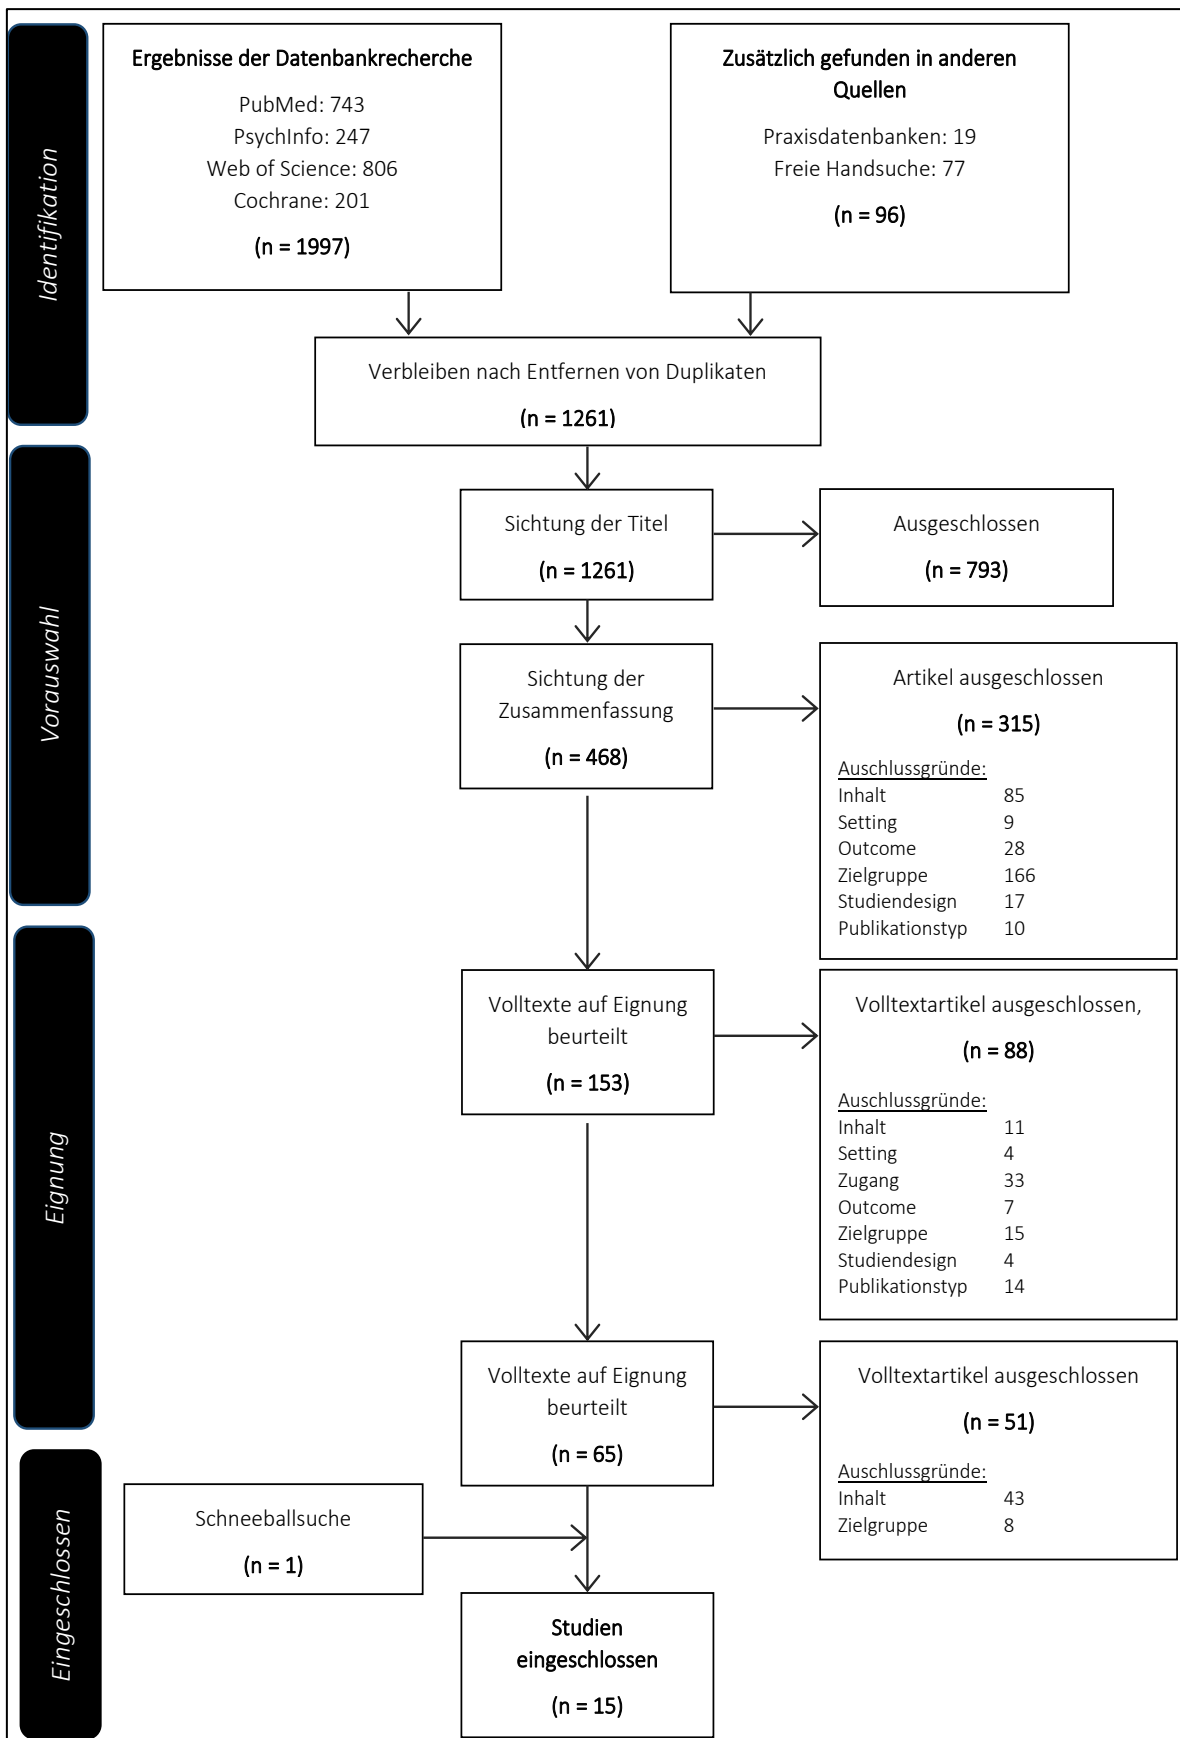 Identifikation
Ergebnisse der Datenbankrecherche
PubMed: 743
PsychInfo: 247
Web of Science: 806
Cochrane: 201
(n = 1997)
Zusätzlich gefunden in anderen
Quellen
Praxisdatenbanken: 19
Freie Handsuche: 77
(n = 96)
Verbleiben nach Entfernen von Duplikaten
(n = 1261)
Vorauswahl
Sichtung der Titel
(n = 1261)
Ausgeschlossen
(n = 793)
Sichtung der
Zusammenfassung
(n = 468)
Artikel ausgeschlossen
(n = 315)
Auschlussgründe:
Inhalt 85
Setting 9
Outcome 28
Zielgruppe 166
Studiendesign 17
Publikationstyp 10
Eignung
Volltexte auf Eignung
beurteilt
(n = 153)
Volltextartikel ausgeschlossen,
(n = 88)
Auschlussgründe:
Inhalt 11
Setting 4
Zugang 33
Outcome 7
Zielgruppe 15
Studiendesign 4
Publikationstyp 14
Volltexte auf Eignung
beurteilt
(n = 65)
Volltextartikel ausgeschlossen
(n = 51)
Auschlussgründe:
Inhalt 43
Zielgruppe 8
Eingeschlossen
Schneeballsuche
(n = 1)
Studien
eingeschlossen
(n = 15)